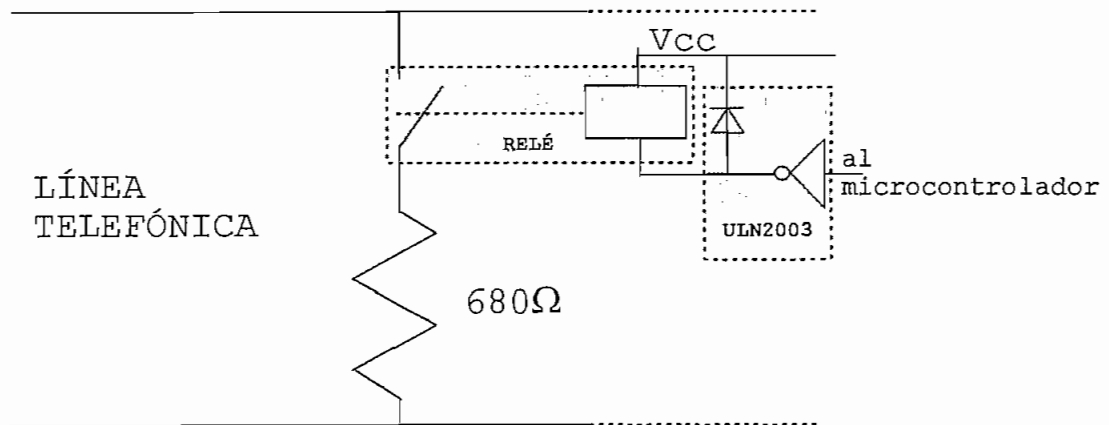 Vcc
RELÉ
al
microcontrolador
ULN2003
LÍNEA
TELEFÓNICA
680Ω